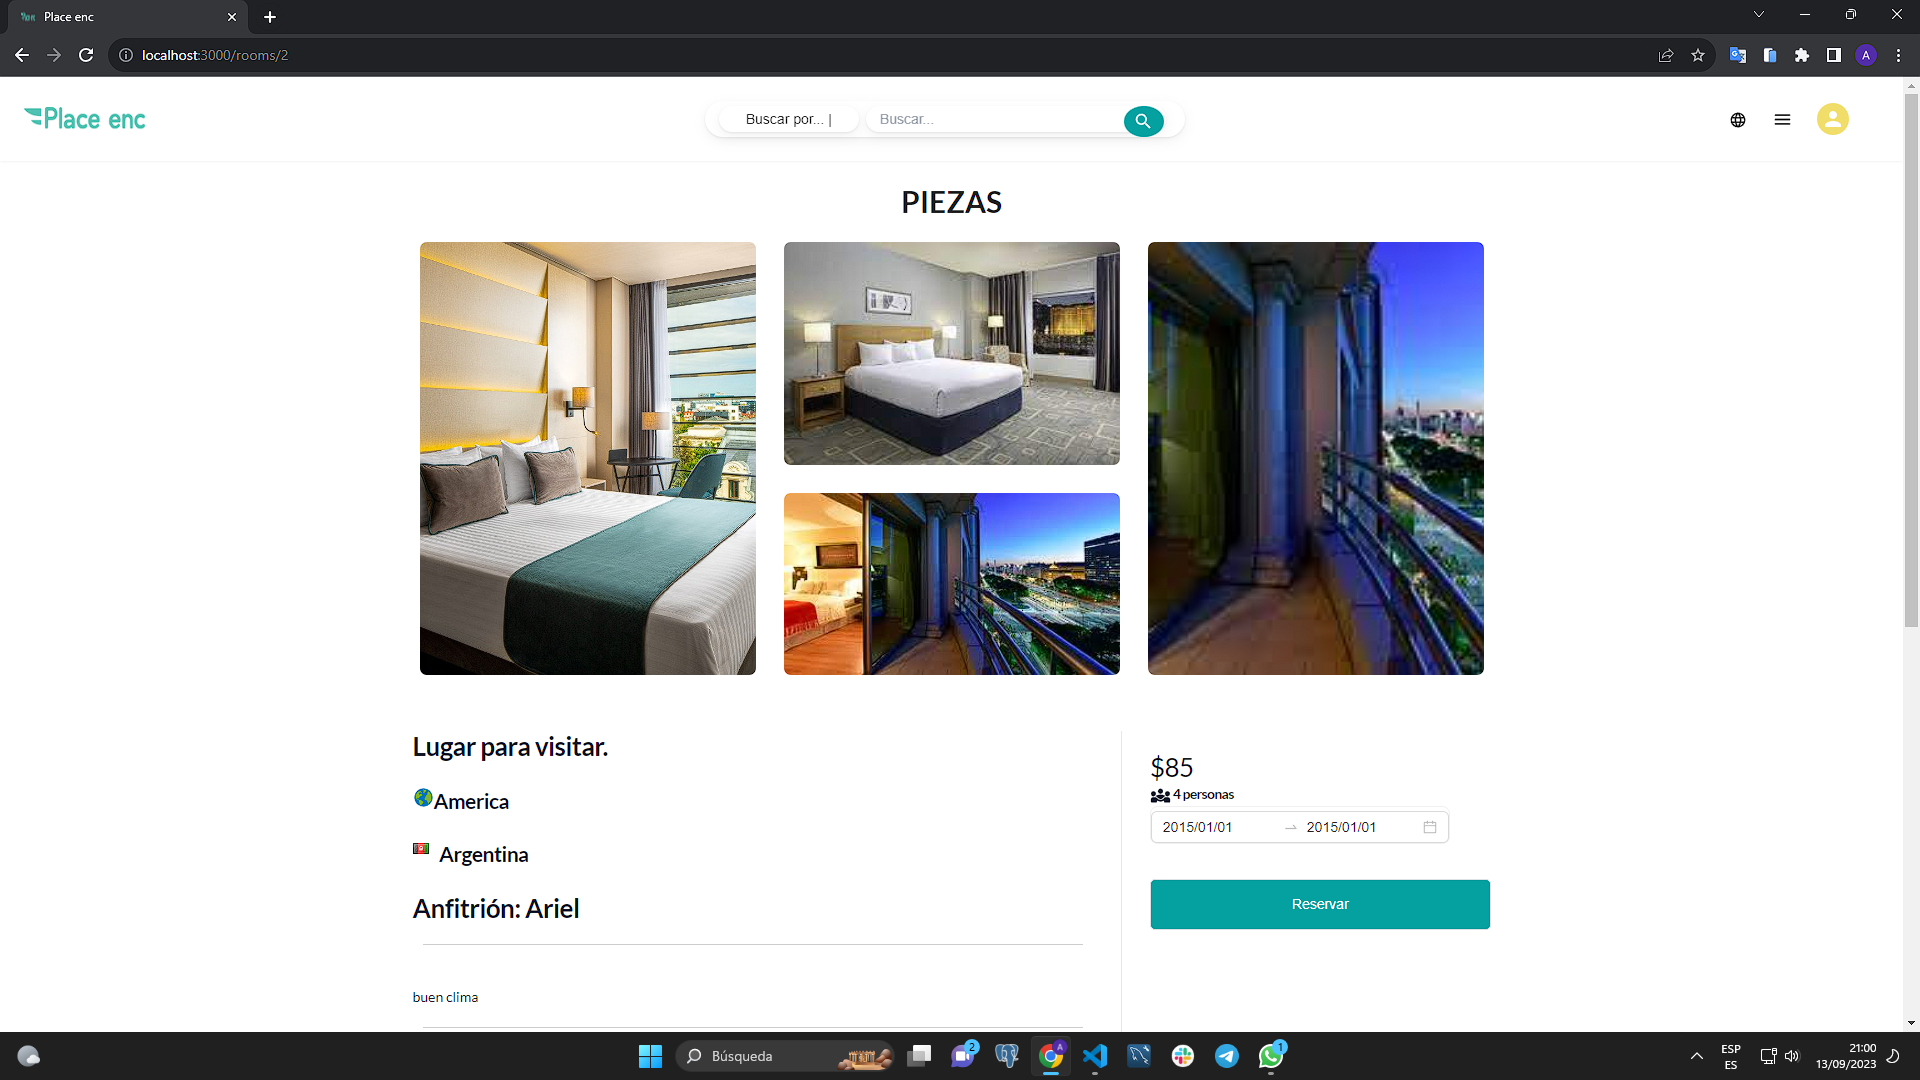 Place enc
localhost:3000/rooms/2
A
Place enc
Buscar por... |
Buscar...
PIEZAS
Lugar para visitar.
America
Argentina
Anfitrión: Ariel
buen clima
$85
4 personas
2015/01/01
2015/01/01
Reservar
Búsqueda
2
A
1
ESP
ES
21:00
13/09/2023